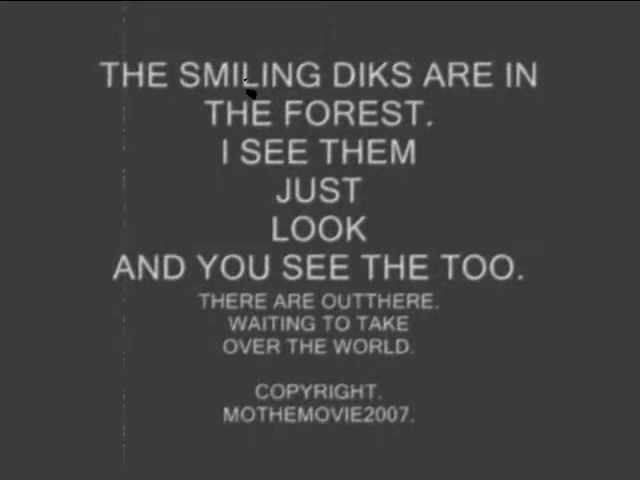 THE SMILING DIKS ARE IN
THE FOREST.
I SEE THEM
JUST
LOOK
AND YOU SEE THE TOO.
THERE ARE OUTTHERE.
WAITING TO TAKE
OVER THE WORLD.
COPYRIGHT.
MOTHEMOVIE2007.